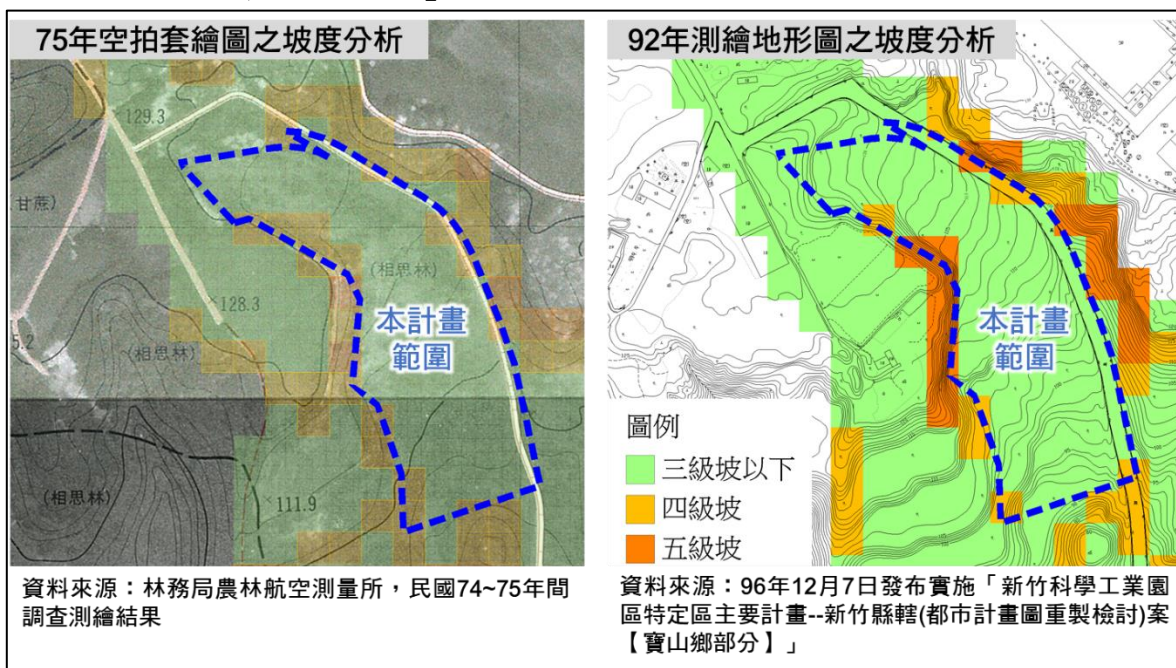 75年空拍套繪圖之坡度分析
129.3
甘蔗)
(相思林)
128.3
本計畫
範圍
5.2
(相思林)
(相思林)
111.9
資料來源：林務局農林航空測量所，民國74~75年間
調查測繪結果
92年測繪地形圖之坡度分析
本計畫
範圍
圖例
三級坡以下
四級坡
五級坡
資料來源：96年12月7日發布實施「新竹科學工業園
區特定區主要計畫--新竹縣轄(都市計畫圖重製檢討)案
【寶山鄉部分】」